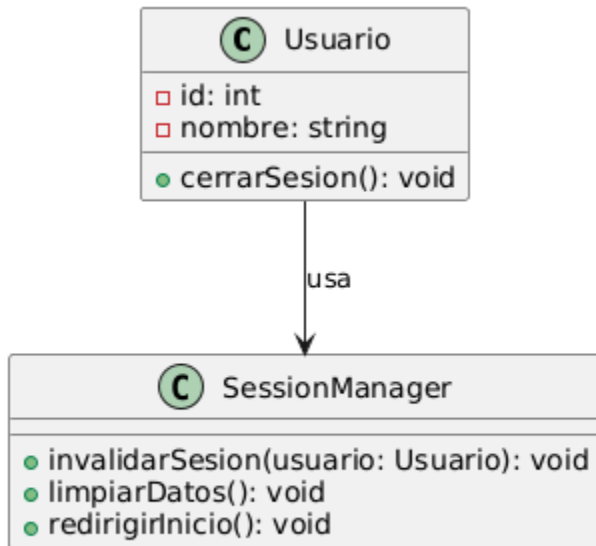 C Usuario
id: int
nombre: string
cerrarSesion(): void
usa
C SessionManager
invalidarSesion(usuario: Usuario): void
limpiarDatos(): void
redirigirInicio(): void